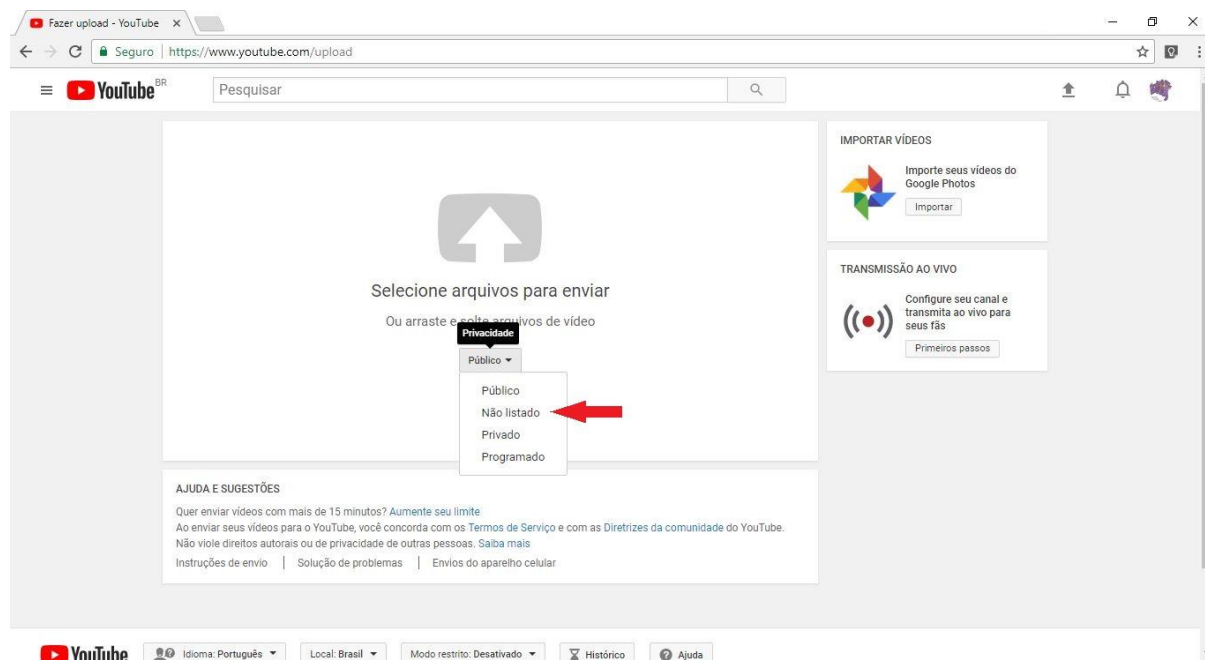 Fazer upload - YouTube
Seguro | https://www.youtube.com/upload
YouTube BR
Pesquisar
Selecione arquivos para enviar
Ou arraste e solte arquivos de vídeo
Privacidade
Público
Público
Não listado
Privado
Programado
IMPORTAR VÍDEOS
Importe seus vídeos do
Google Photos
Importar
TRANSMISSÃO AO VIVO
Configure seu canal e
transmita ao vivo para
seus fãs
Primeiros passos
AJUDA E SUGESTÕES
Quer enviar vídeos com mais de 15 minutos? Aumente seu limite
Ao enviar seus vídeos para o YouTube, você concorda com os Termos de Serviço e com as Diretrizes da comunidade do YouTube.
Não viole direitos autorais ou de privacidade de outras pessoas. Saiba mais
Instruções de envio | Solução de problemas | Envios do aparelho celular
YouTube Idioma: Português Local: Brasil Modo restrito: Desativado Histórico Ajuda